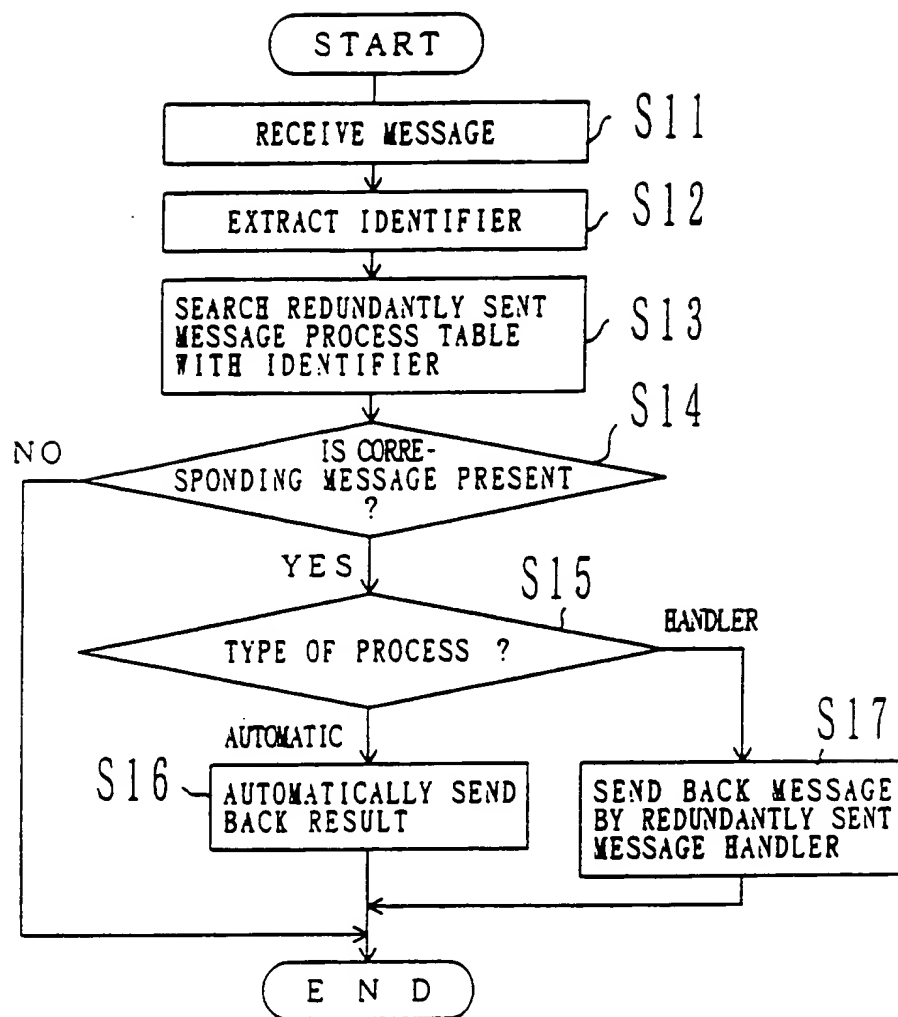 START
RECEIVE MESSAGE
S11
EXTRACT IDENTIFIER
S12
SEARCH REDUNDANTLY SENT
MESSAGE PROCESS TABLE
WITH IDENTIFIER
S13
S14
NO
IS CORRE-
SPONDING MESSAGE PRESENT
?
YES
S15
TYPE OF PROCESS ?
HANDLER
AUTOMATIC
S16
AUTOMATICALLY SEND
BACK RESULT
S17
SEND BACK MESSAGE
BY REDUNDANTLY SENT
MESSAGE HANDLER
END